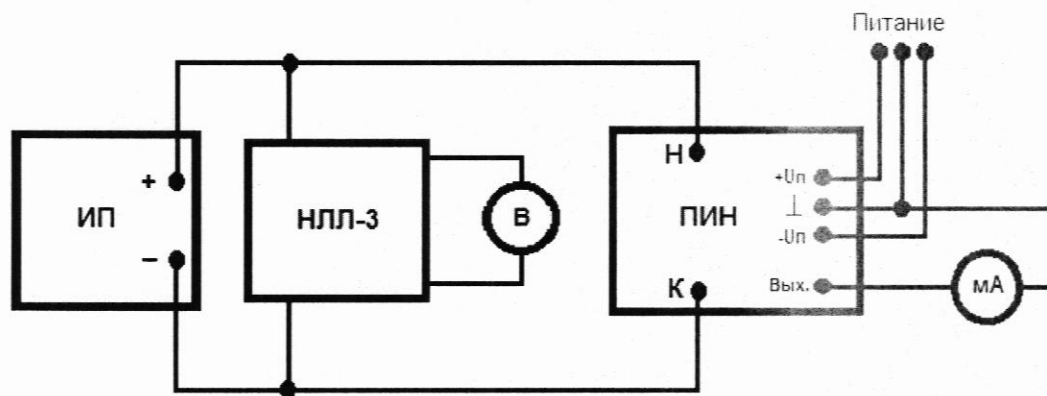 Питание
+
ИП
–
НЛЛ-3
В
Н
ПИН
К
+Uп
⊥
-Uп
Вых.
мА